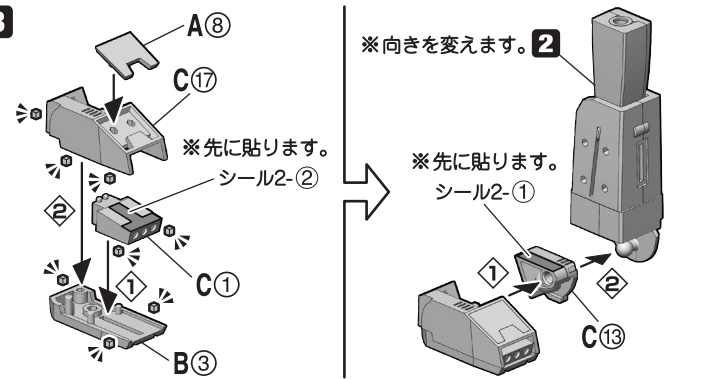 3
A⑧
C⑰
※先に貼ります。
シール2-②
2
1
C①
B③
※向きを変えます。2
※先に貼ります。
シール2-①
1
2
C⑬